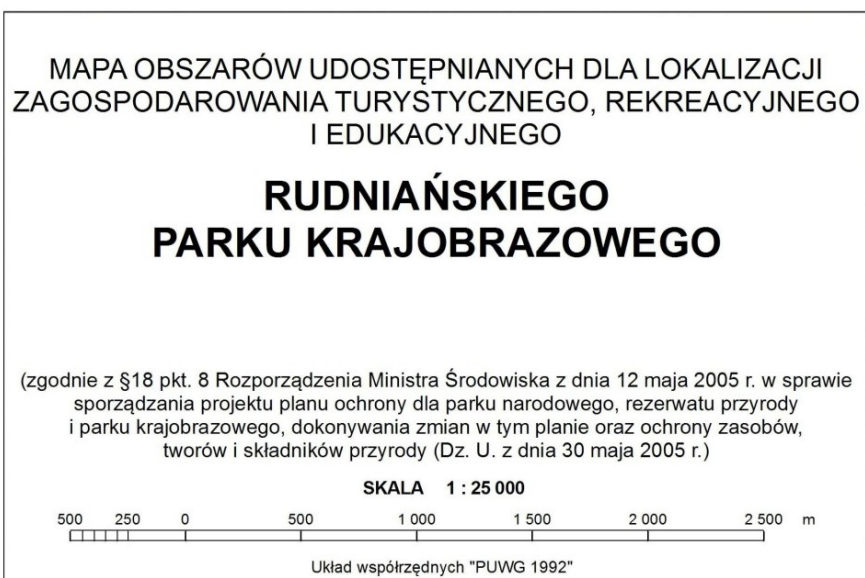 MAPA OBSZARÓW UDOSTĘPNIANYCH DLA LOKALIZACJI
ZAGOSPODAROWANIA TURYSTYCZNEGO, REKREACYJNEGO
I EDUKACYJNEGO
RUDNIAŃSKIEGO
PARKU KRAJOBRAZOWEGO
(zgodnie z §18 pkt. 8 Rozporządzenia Ministra Środowiska z dnia 12 maja 2005 r. w sprawie
sporządzania projektu planu ochrony dla parku narodowego, rezerwatu przyrody
i parku krajobrazowego, dokonywania zmian w tym planie oraz ochrony zasobów,
tworów i składników przyrody (Dz. U. z dnia 30 maja 2005 r.)
SKALA 1 : 25 000
500 250 0 500 1 000 1 500 2 000 2 500 m
Układ współrzędnych "PUWG 1992"